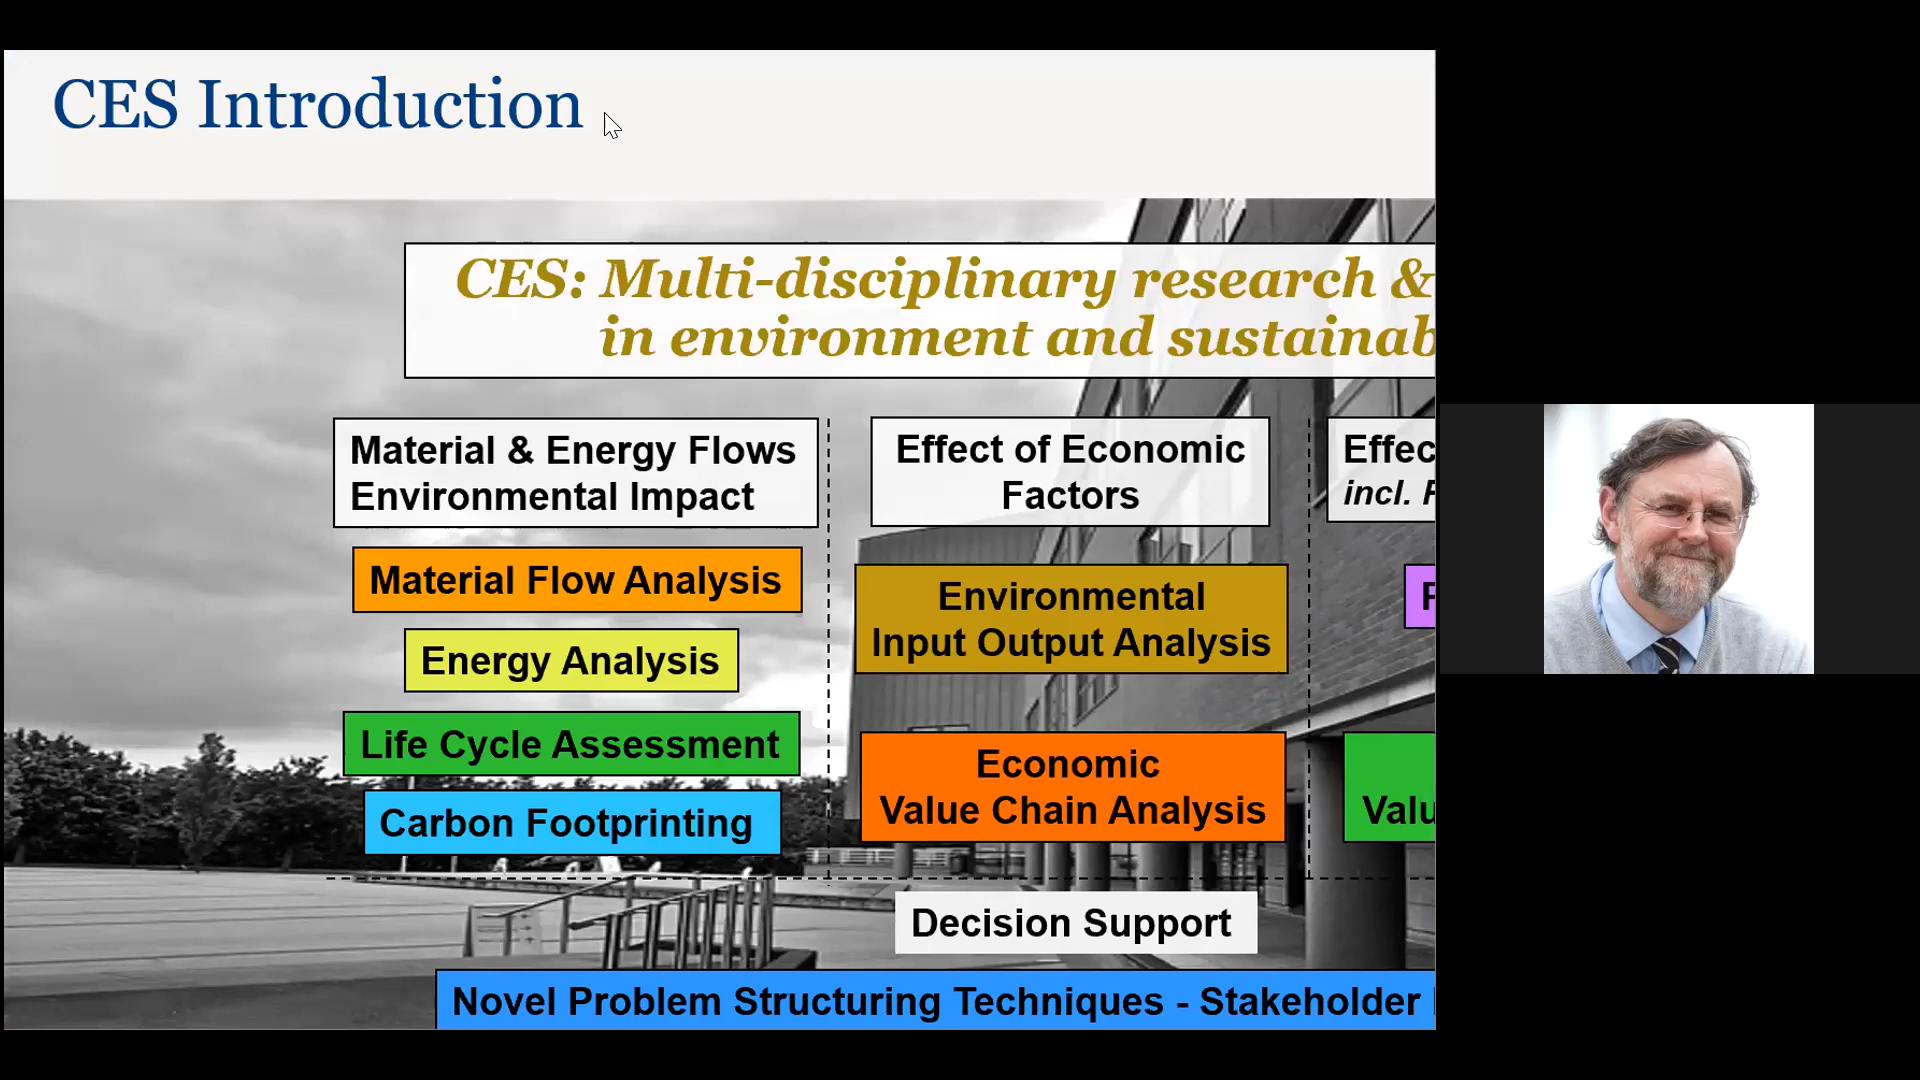 CES Introduction
CES: Multi-disciplinary research &
in environment and sustainab
Material & Energy Flows
Environmental Impact
Effect of Economic
Factors
Effec
incl.
Material Flow Analysis
Energy Analysis
Life Cycle Assessment
Carbon Footprinting
Environmental
Input Output Analysis
Economic
Value Chain Analysis
Valu
Decision Support
Novel Problem Structuring Techniques - Stakeholder